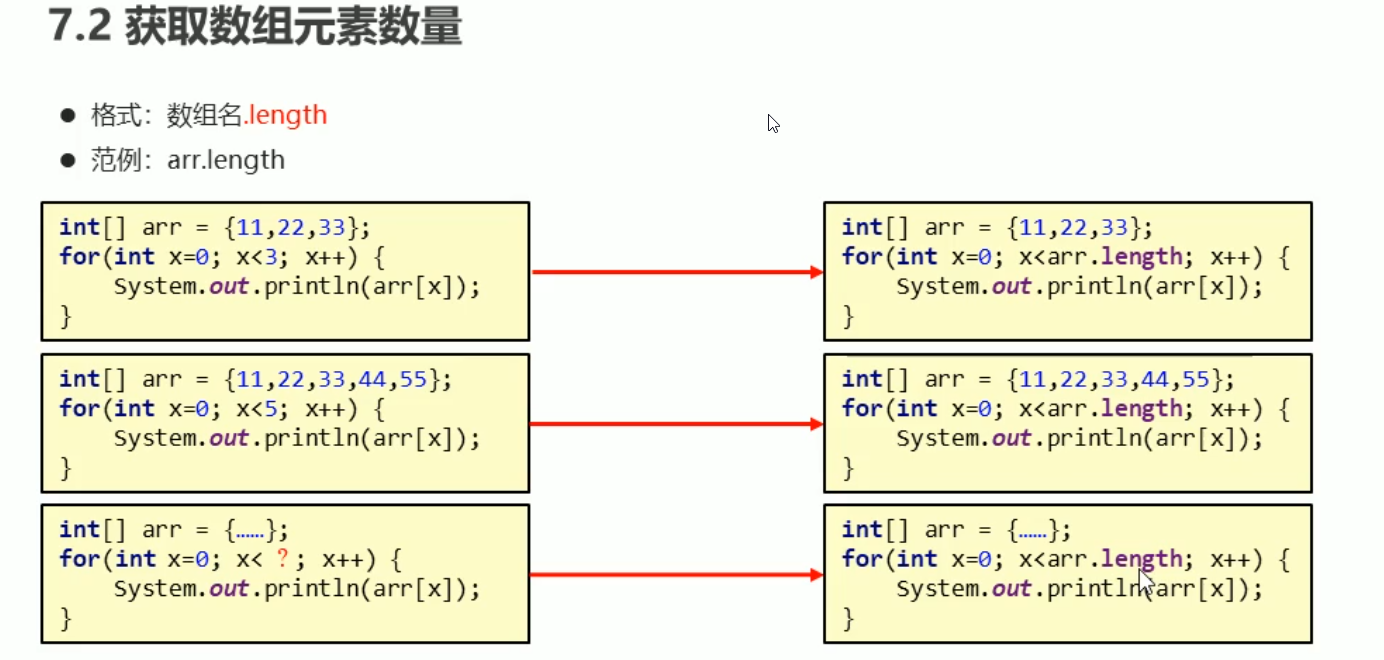 7.2 获取数组元素数量
● 格式：数组名.length
● 范例：arr.length
int[] arr = {11,22,33};
for(int x=0; x<3; x++) {
System.out.println(arr[x]);
}
int[] arr = {11,22,33};
for(int x=0; x<arr.length; x++) {
System.out.println(arr[x]);
}
int[] arr = {11,22,33,44,55};
for(int x=0; x<5; x++) {
System.out.println(arr[x]);
}
int[] arr = {11,22,33,44,55};
for(int x=0; x<arr.length; x++) {
System.out.println(arr[x]);
}
int[] arr = {……};
for(int x=0; x< ? ; x++) {
System.out.println(arr[x]);
}
int[] arr = {……};
for(int x=0; x<arr.length; x++) {
System.out.println(arr[x]);
}